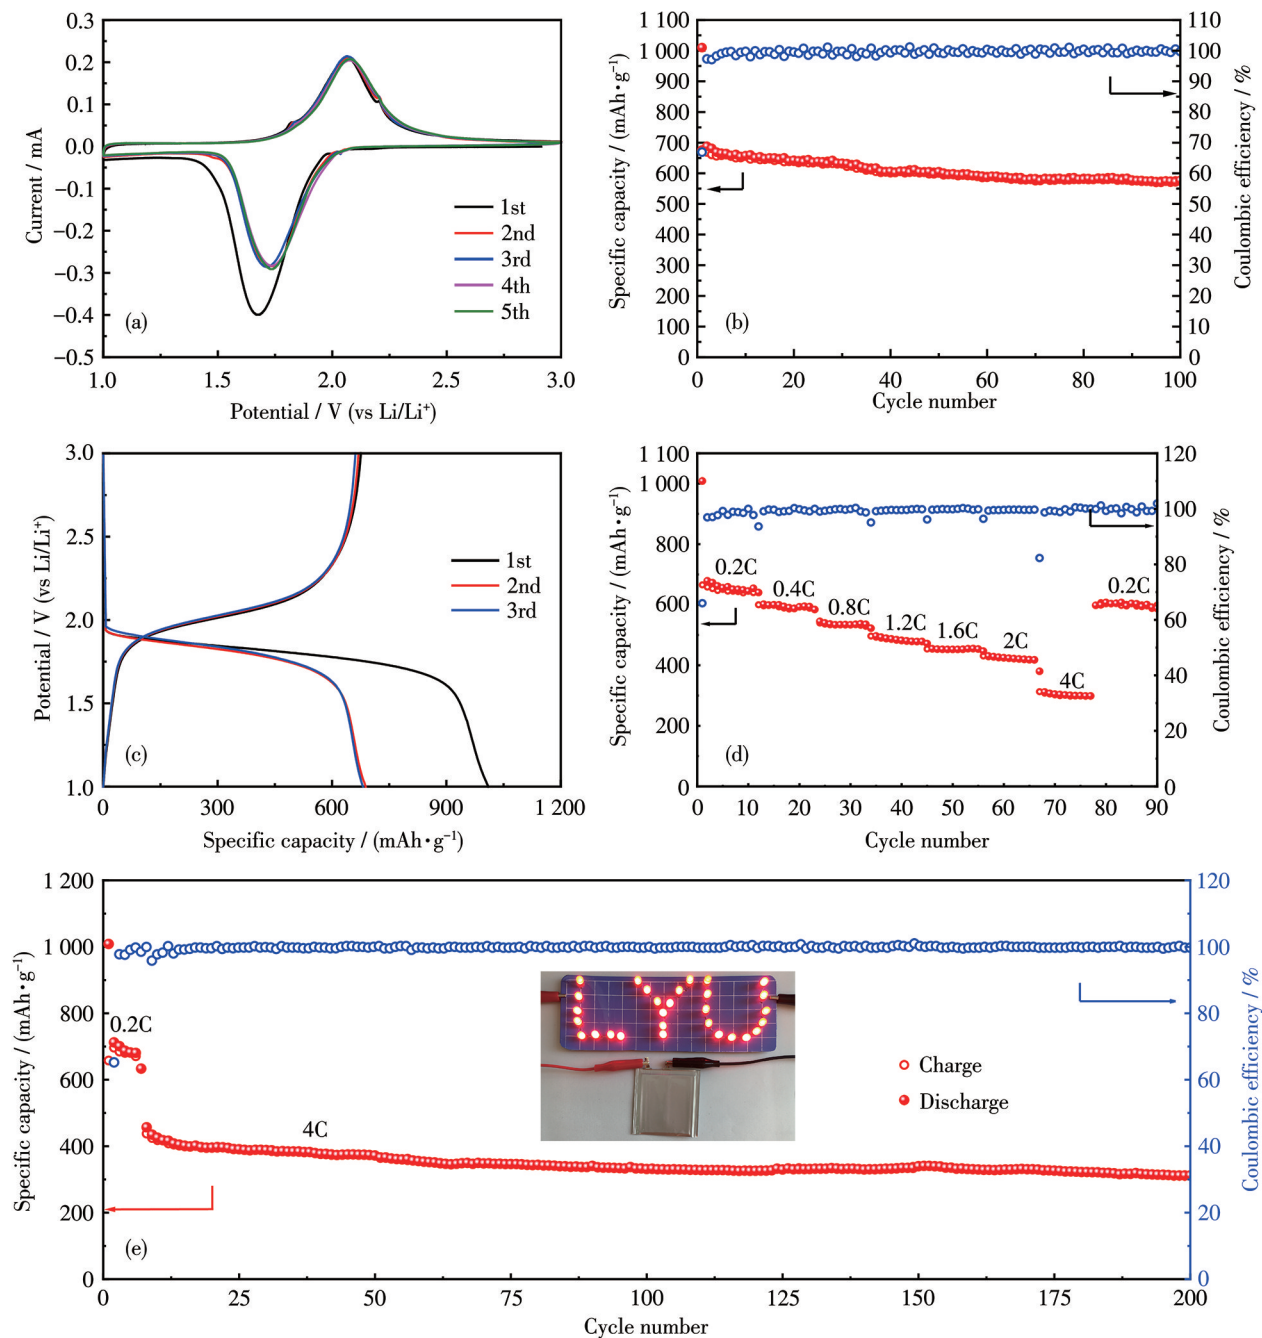 0.3
0.2
0.1
0.0
−0.1
−0.2
−0.3
−0.4
−0.5
Current / mA
1st
2nd
3rd
4th
5th
(a)
1.0 1.5 2.0 2.5 3.0
Potential / V (vs Li/Li⁺)
1 100
1 000
900
800
700
600
500
400
300
200
100
0
Specific capacity / (mAh·g⁻¹)
110
100
90
80
70
60
50
40
30
20
10
0
Coulombic efficiency / %
(b)
0 20 40 60 80 100
Cycle number
3.0
2.5
2.0
1.5
1.0
Potential / V (vs Li/Li⁺)
1st
2nd
3rd
(c)
0 300 600 900 1 200
Specific capacity / (mAh·g⁻¹)
1 100
1 000
800
600
400
200
0
Specific capacity / (mAh·g⁻¹)
0.2C
0.4C
0.8C
1.2C
1.6C
2C
4C
0.2C
120
100
80
60
40
20
0
Coulombic efficiency / %
(d)
0 10 20 30 40 50 60 70 80 90
Cycle number
1 200
1 000
800
600
400
200
0
Specific capacity / (mAh·g⁻¹)
0.2C
4C
LYU
Charge
Discharge
120
100
80
60
40
20
0
Coulombic efficiency / %
(e)
0 25 50 75 100 125 150 175 200
Cycle number